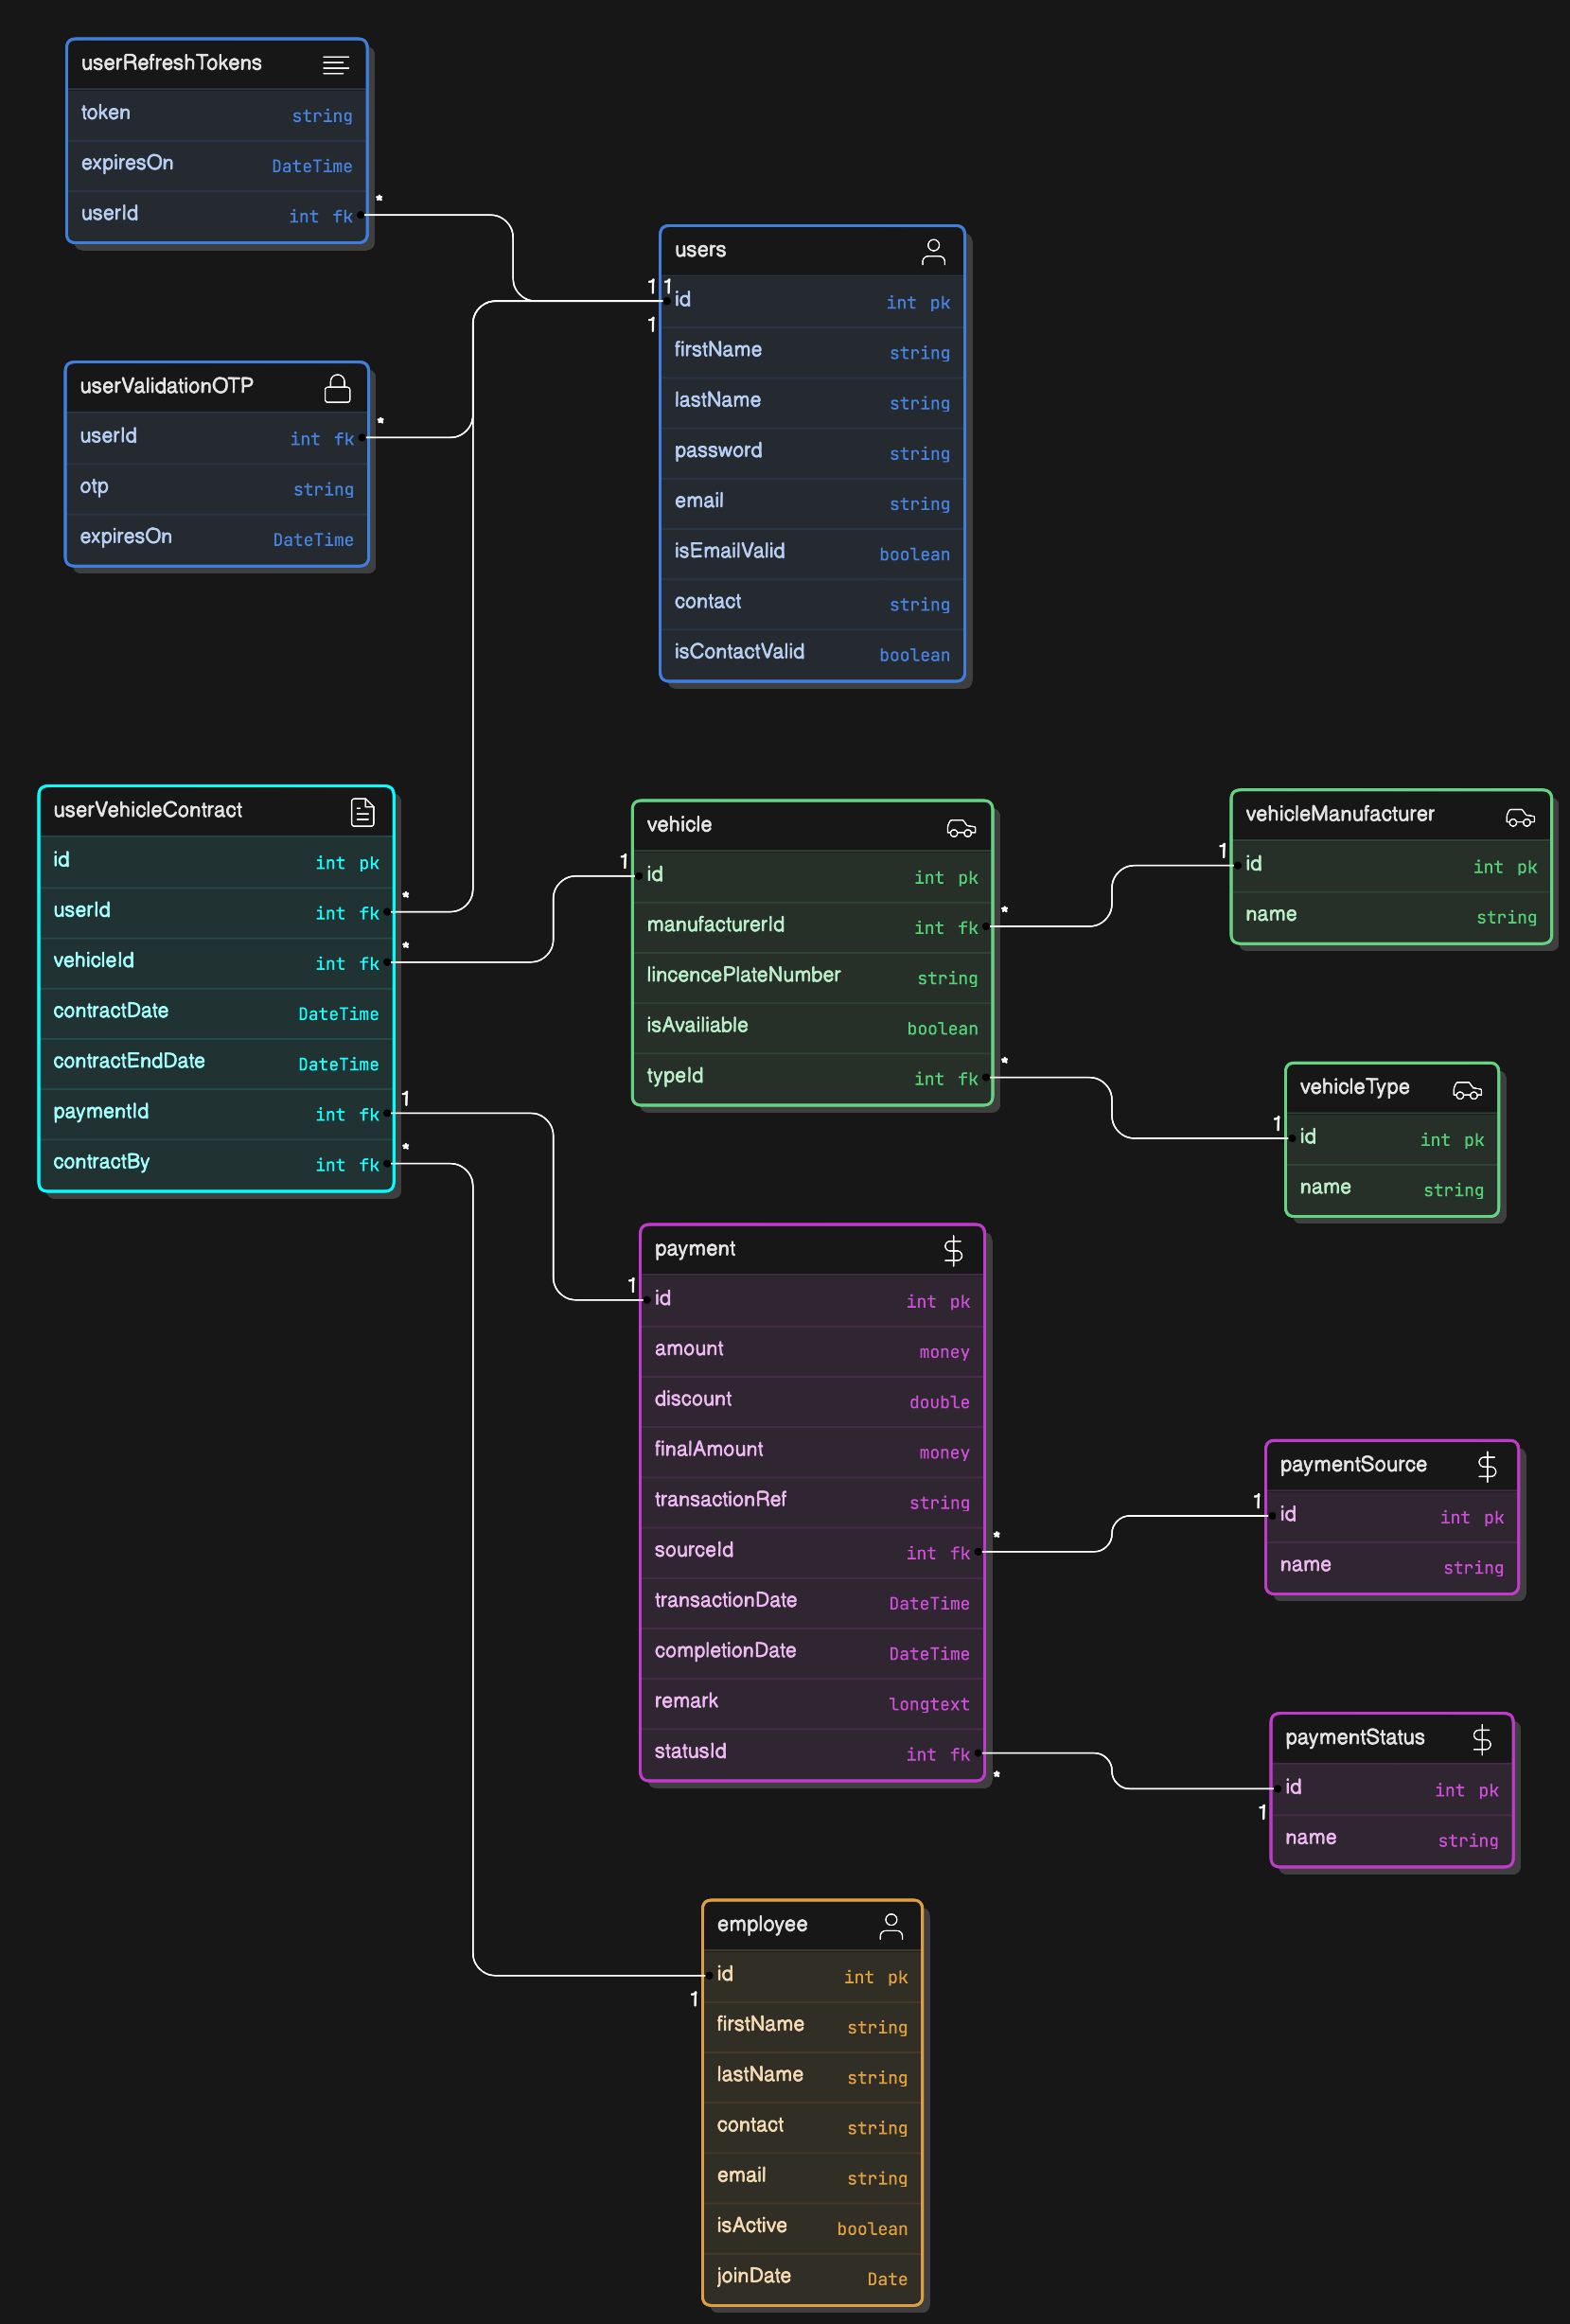 userRefreshTokens
token string
expiresOn DateTime
userId int fk
*
users
1 1
id int pk
1
firstName string
lastName string
password string
email string
isEmailValid boolean
contact string
isContactValid boolean
userValidationOTP
userId int fk
*
otp string
expiresOn DateTime
userVehicleContract
id int pk
*
userId int fk
*
vehicleId int fk
contractDate DateTime
contractEndDate DateTime
1
paymentId int fk
*
contractBy int fk
vehicle
1
id int pk
*
manufacturerId int fk
lincencePlateNumber string
isAvailiable boolean
*
typeId int fk
vehicleManufacturer
1
id int pk
name string
vehicleType
1
id int pk
name string
payment
1
id int pk
amount money
discount double
finalAmount money
transactionRef string
*
sourceId int fk
transactionDate DateTime
completionDate DateTime
remark longtext
statusId int fk
*
paymentSource
1
id int pk
name string
paymentStatus
id int pk
1
name string
employee
id int pk
1
firstName string
lastName string
contact string
email string
isActive boolean
joinDate Date